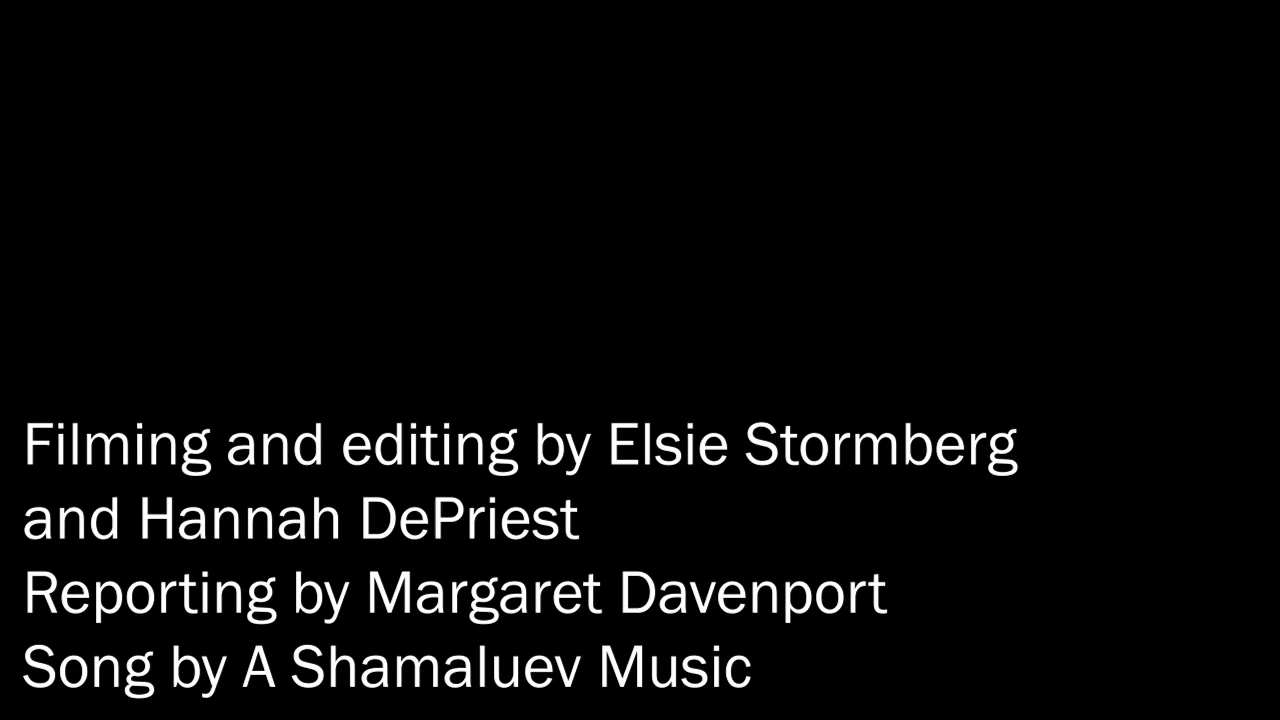 Filming and editing by Elsie Stormberg
and Hannah DePriest
Reporting by Margaret Davenport
Song by A Shamaluev Music